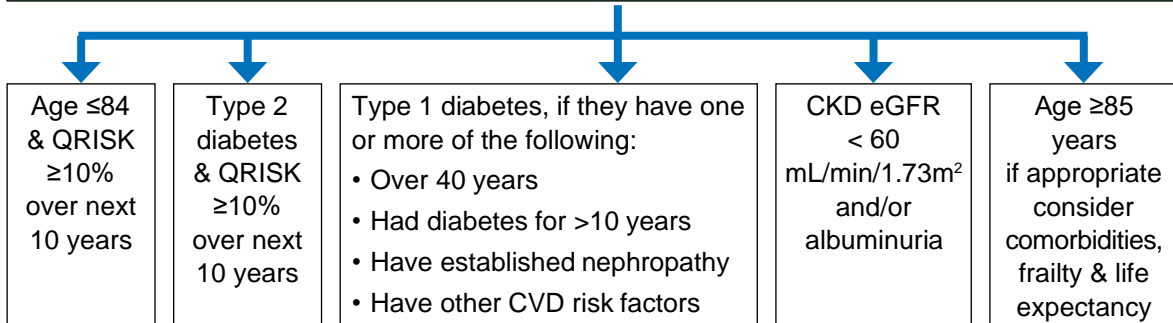 Age ≤84
& QRISK
≥10%
over next
10 years
Type 2
diabetes
& QRISK
≥10%
over next
10 years
Type 1 diabetes, if they have one
or more of the following:
• Over 40 years
• Had diabetes for >10 years
• Have established nephropathy
• Have other CVD risk factors
CKD eGFR
< 60
mL/min/1.73m²
and/or
albuminuria
Age ≥85
years
if appropriate
consider
comorbidities,
frailty & life
expectancy